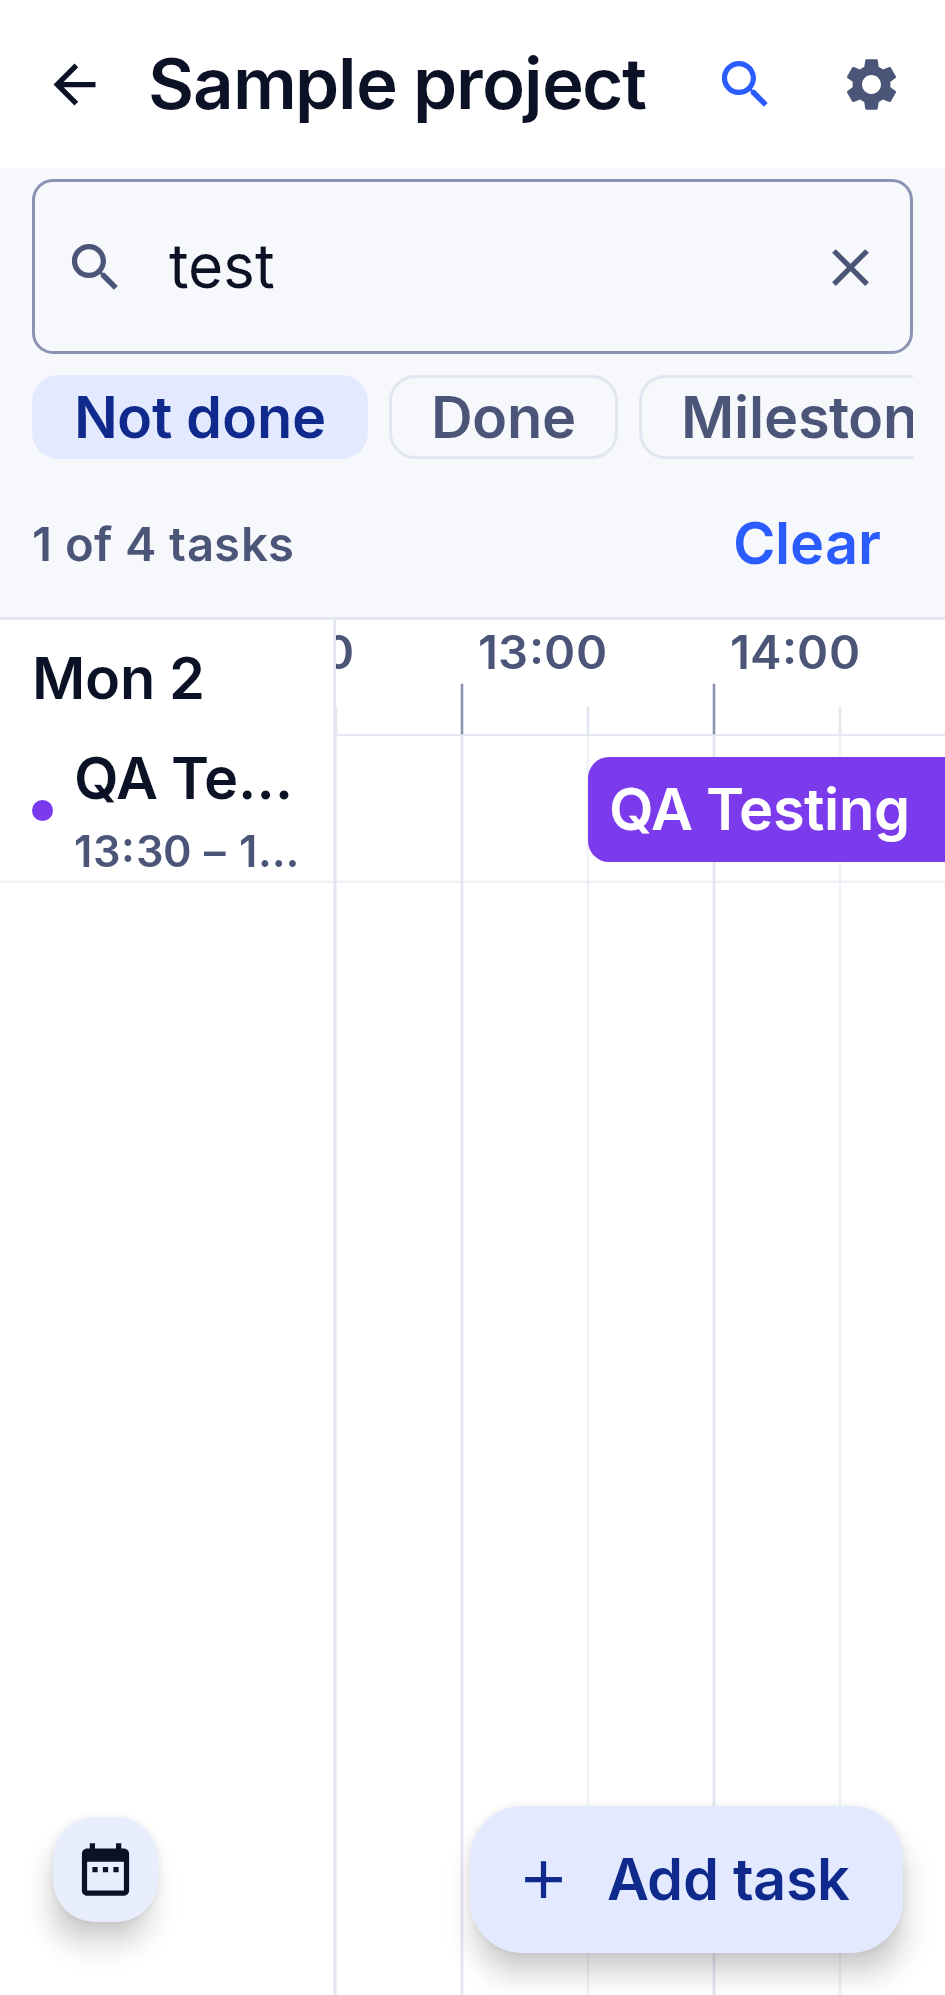 Sample project
test
Not done
Done
Mileston
1 of 4 tasks
Clear
Mon 2
0
13:00
14:00
QA Te...
13:30 – 1...
QA Testing
Add task